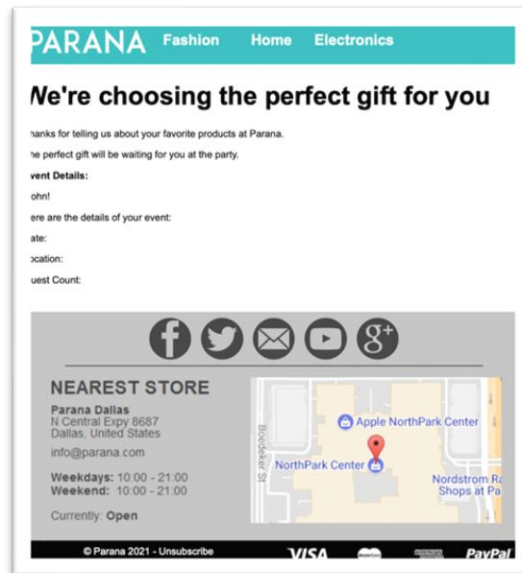 PARANA Fashion Home Electronics
We're choosing the perfect gift for you
hanks for telling us about your favorite products at Parana.
he perfect gift will be waiting for you at the party.
vent Details:
ohn!
ere are the details of your event:
ate:
ocation:
uest Count:
f g+
NEAREST STORE
Parana Dallas
N Central Expy 8687
Dallas, United States
info@parana.com
Weekdays: 10:00 - 21:00
Weekend: 10:00 - 21:00
Currently: Open
Boedeker St
Apple NorthPark Center
NorthPark Center
Nordstrom Ra
Shops at Pa
© Parana 2021 - Unsubscribe
VISA PayPal